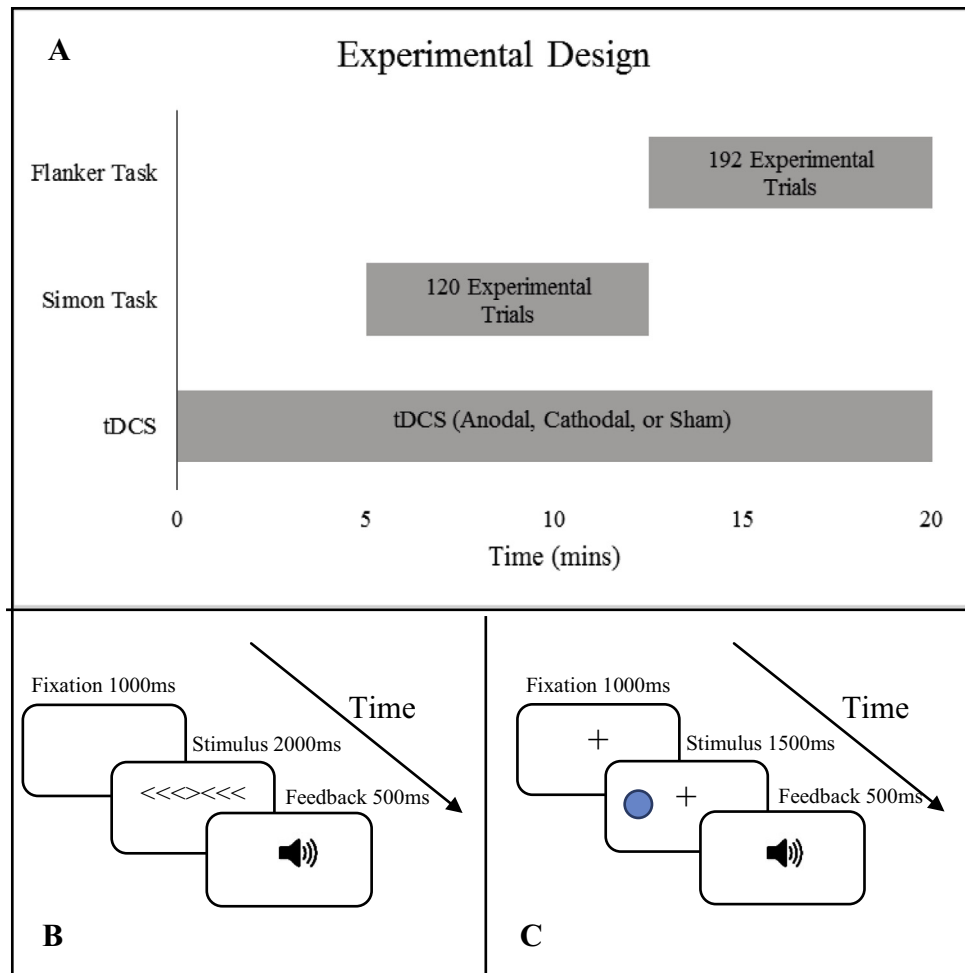 A
Experimental Design
Flanker Task
192 Experimental
Trials
Simon Task
120 Experimental
Trials
tDCS
tDCS (Anodal, Cathodal, or Sham)
0 5 10 15 20
Time (mins)
Fixation 1000ms
Time
Stimulus 2000ms
<<<><<<
Feedback 500ms
B
Fixation 1000ms
+
Time
Stimulus 1500ms
+
Feedback 500ms
C